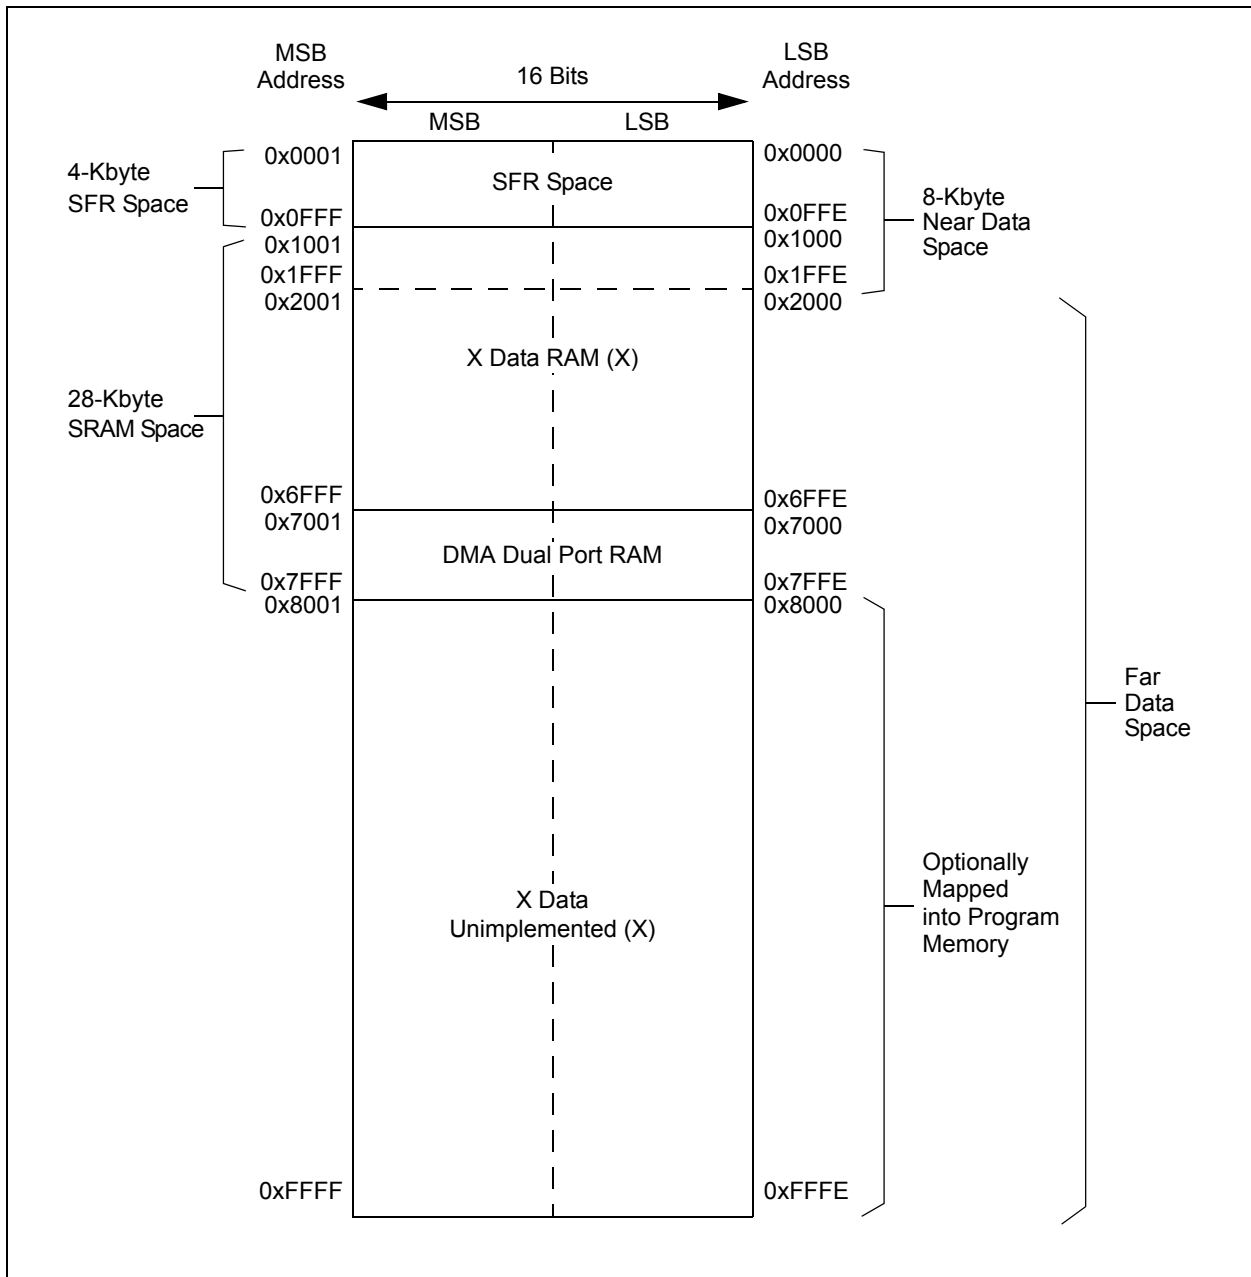 MSB
Address
16 Bits
LSB
Address
MSB
LSB
4-Kbyte
SFR Space
0x0001
0x0FFF
0x1001
0x1FFF
0x2001
SFR Space
0x0000
0x0FFE
0x1000
0x1FFE
0x2000
8-Kbyte
Near Data
Space
28-Kbyte
SRAM Space
X Data RAM (X)
0x6FFF
0x7001
0x6FFE
0x7000
DMA Dual Port RAM
0x7FFF
0x8001
0x7FFE
0x8000
Far
Data
Space
X Data
Unimplemented (X)
Optionally
Mapped
into Program
Memory
0xFFFF
0xFFFE